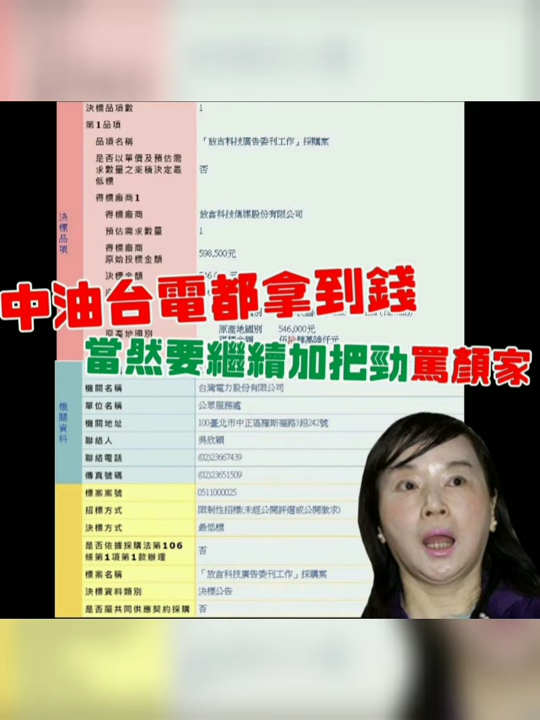 決標品項數 1
第1品項
品項名稱 「放言科技廣告委刊工作」採購案
是否以單價及預估需求數量之乘積決定最低標 否
得標廠商1
得標廠商 放言科技傳媒股份有限公司
預估需求數量 1
得標廠商原始投標金額 598,500元
決標金額
決標品項
中油台電都拿到錢
原產地國別 原產地國別 546,000元
當然要繼續加把勁罵顏家
機關資料
機關名稱 台灣電力股份有限公司
單位名稱 公眾服務處
機關地址 100臺北市中正區羅斯福路3段242號
聯絡人 吳欣穎
聯絡電話 (02)23667439
傳真號碼 (02)23651509
標案案號 0511000025
招標方式 限制性招標(未經公開評選或公開徵求)
決標方式 最低標
是否依據採購法第106條第1項第1款辦理 否
標案名稱 「放言科技廣告委刊工作」採購案
決標資料類別 決標公告
是否屬共同供應契約採購 否